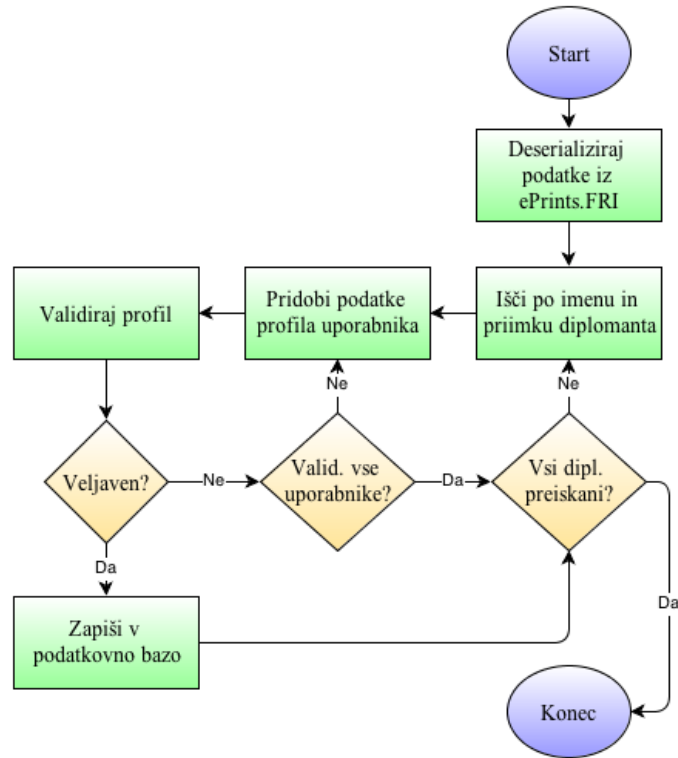 Start
Deserializiraj
podatke iz
ePrints.FRI
Išči po imenu in
priimku diplomanta
Pridobi podatke
profila uporabnika
Validiraj profil
Ne
Ne
Veljaven?
Ne
Valid. vse
uporabnike?
Da
Vsi dipl.
preiskani?
Da
Zapiši v
podatkovno bazo
Da
Konec